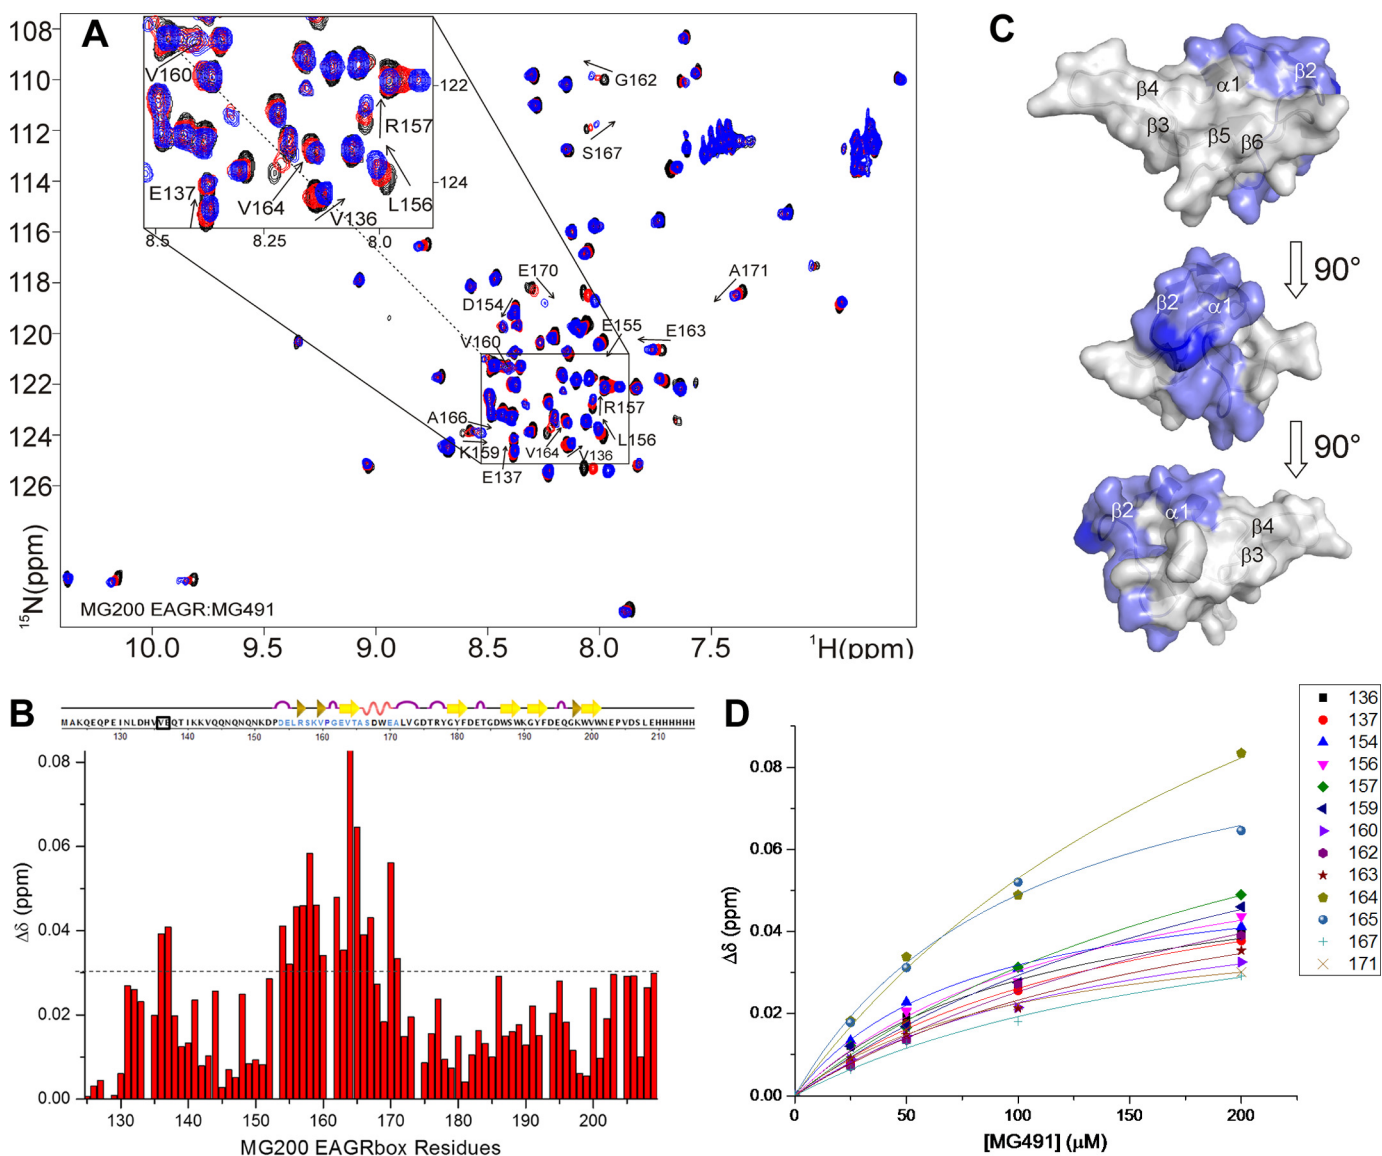 A
108
110
112
114
116
118
120
122
124
126
15N(ppm)
V160
E137
V164
V136
L156
R157
122
124
8.5
8.25
8.0
G162
S167
E170
A171
D154
E155
E163
V160
A166
R157
L156
K159
V164
V136
E137
MG200 EAGR:MG491
10.0
9.5
9.0
8.5
8.0
7.5
1H(ppm)
C
β4
α1
β2
β3
β5
β6
90°
β2
α1
90°
β2
α1
β4
β3
B
MAKQEQPEINLDHVVEQTIKKVQQNQNQNKDPDELRSKVPGEVTASDWEALVGDTRYGYFDETGDWSWKGYFDEQGKWVWNEPVDSLEHHHHHH
130 140 150 160 170 180 190 200 210
0.08
0.06
0.04
0.02
0.00
Δδ (ppm)
130 140 150 160 170 180 190 200
MG200 EAGRbox Residues
D
0.08
0.06
0.04
0.02
0.00
Δδ (ppm)
0 50 100 150 200
[MG491] (μM)
136
137
154
156
157
159
160
162
163
164
165
167
171